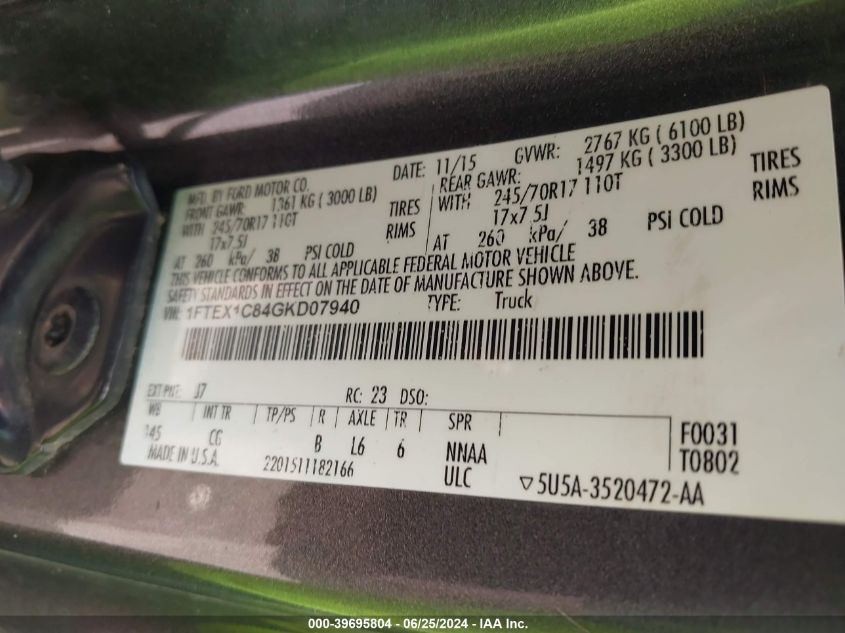 MFD. BY FORD MOTOR CO.
DATE: 11/15 GVWR: 2767 KG ( 6100 LB)
FRONT GAWR: 1361 KG ( 3000 LB)
REAR GAWR: 1497 KG ( 3300 LB)
WITH 245/70R17 110T TIRES
WITH 245/70R17 110T TIRES
17x7.5J RIMS
17x7.5J RIMS
AT 260 kPa/ 38 PSI COLD
AT 260 kPa/ 38 PSI COLD
THIS VEHICLE CONFORMS TO ALL APPLICABLE FEDERAL MOTOR VEHICLE
SAFETY STANDARDS IN EFFECT ON THE DATE OF MANUFACTURE SHOWN ABOVE.
VIN: 1FTEX1C84GKD07940 TYPE: Truck
EXT PNT: J7 RC: 23 DSO:
WB INT TR TP/PS R AXLE TR SPR
145 CG B L6 6 NNAA F0031
MADE IN U.S.A. 2201511182166 ULC T0802
5U5A-3520472-AA
000-39695804 - 06/25/2024 - IAA Inc.